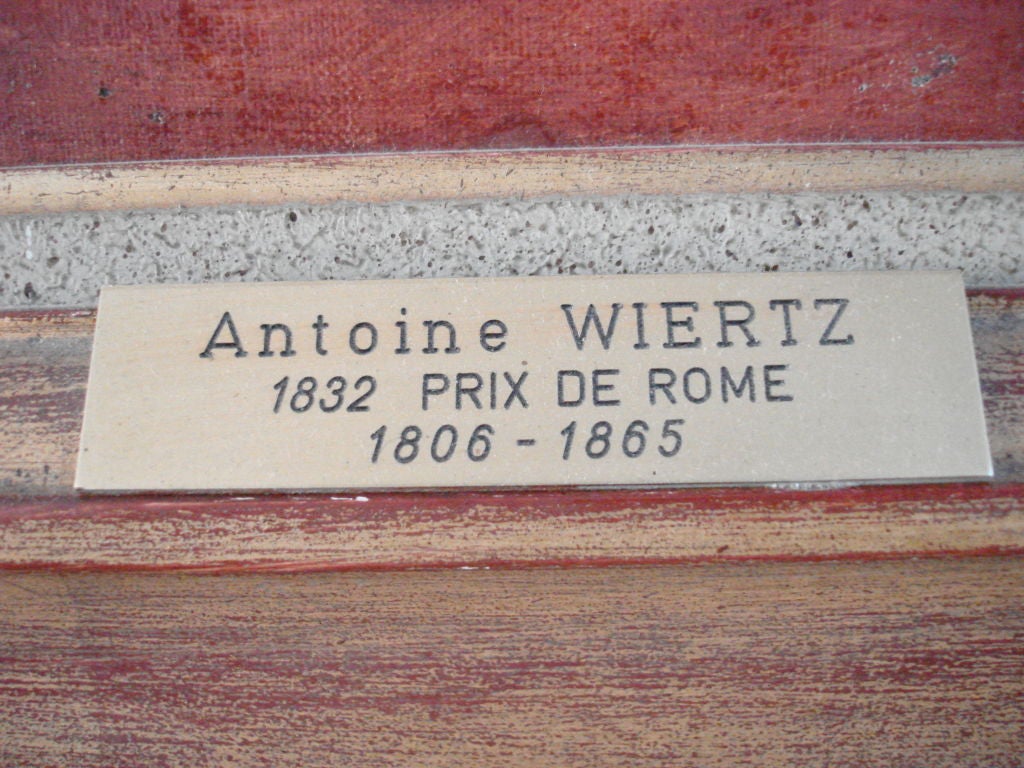 Antoine WIERTZ
1832 PRIX DE ROME
1806 - 1865